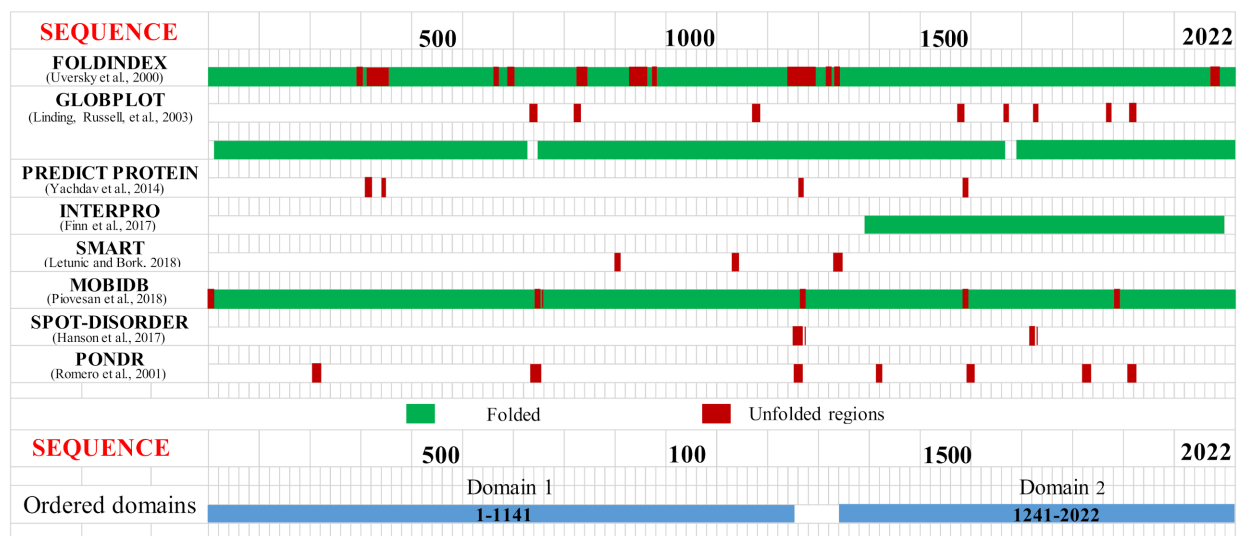 SEQUENCE 500 1000 1500 2022
FOLDINDEX
(Uversky et al., 2000)
GLOBPLOT
(Linding, Russell, et al., 2003)
PREDICT PROTEIN
(Yachdav et al., 2014)
INTERPRO
(Finn et al., 2017)
SMART
(Letunic and Bork. 2018)
MOBIDB
(Piovesan et al., 2018)
SPOT-DISORDER
(Hanson et al., 2017)
PONDR
(Romero et al., 2001)
Folded Unfolded regions
SEQUENCE 500 100 1500 2022
Domain 1 Domain 2
Ordered domains 1-1141 1241-2022